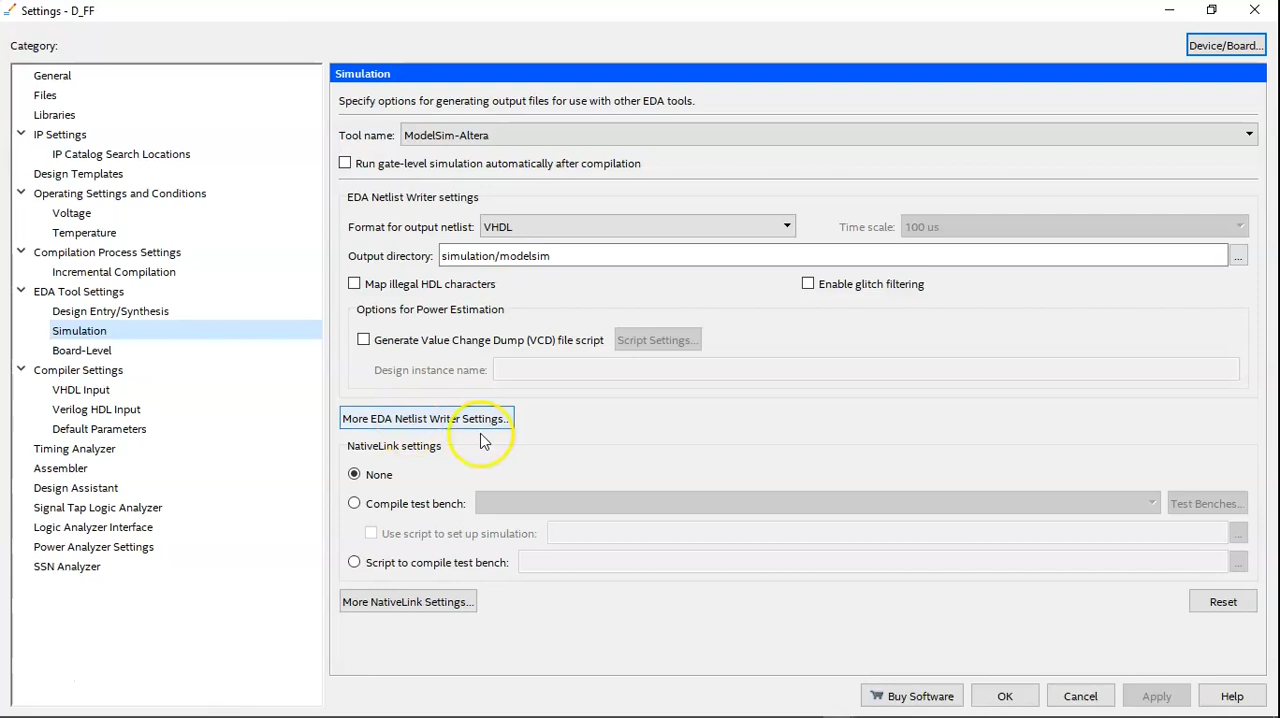 Settings - D_FF
Category:
Device/Board...
General
Files
Libraries
IP Settings
IP Catalog Search Locations
Design Templates
Operating Settings and Conditions
Voltage
Temperature
Compilation Process Settings
Incremental Compilation
EDA Tool Settings
Design Entry/Synthesis
Simulation
Board-Level
Compiler Settings
VHDL Input
Verilog HDL Input
Default Parameters
Timing Analyzer
Assembler
Design Assistant
Signal Tap Logic Analyzer
Logic Analyzer Interface
Power Analyzer Settings
SSN Analyzer
Simulation
Specify options for generating output files for use with other EDA tools.
Tool name: ModelSim-Altera
Run gate-level simulation automatically after compilation
EDA Netlist Writer settings
Format for output netlist: VHDL Time scale: 100 us
Output directory: simulation/modelsim ...
Map illegal HDL characters Enable glitch filtering
Options for Power Estimation
Generate Value Change Dump (VCD) file script Script Settings...
Design instance name:
More EDA Netlist Writer Settings...
NativeLink settings
None
Compile test bench: Test Benches...
Use script to set up simulation: ...
Script to compile test bench: ...
More NativeLink Settings... Reset
Buy Software OK Cancel Apply Help